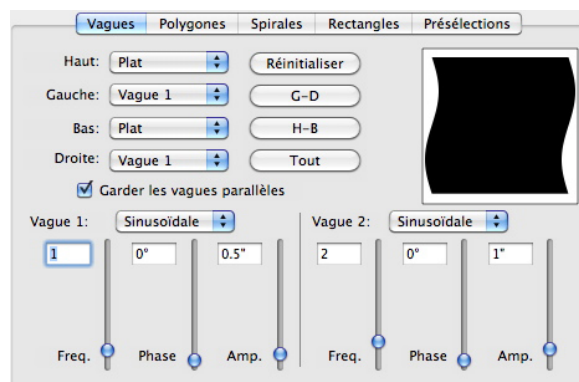 Vagues Polygones Spirales Rectangles Présélections
Haut: Plat Réinitialiser
Gauche: Vague 1 G-D
Bas: Plat H-B
Droite: Vague 1 Tout
Garder les vagues parallèles
Vague 1: Sinusoïdale Vague 2: Sinusoïdale
1 0° 0.5" 2 0° 1"
Freq. Phase Amp. Freq. Phase Amp.